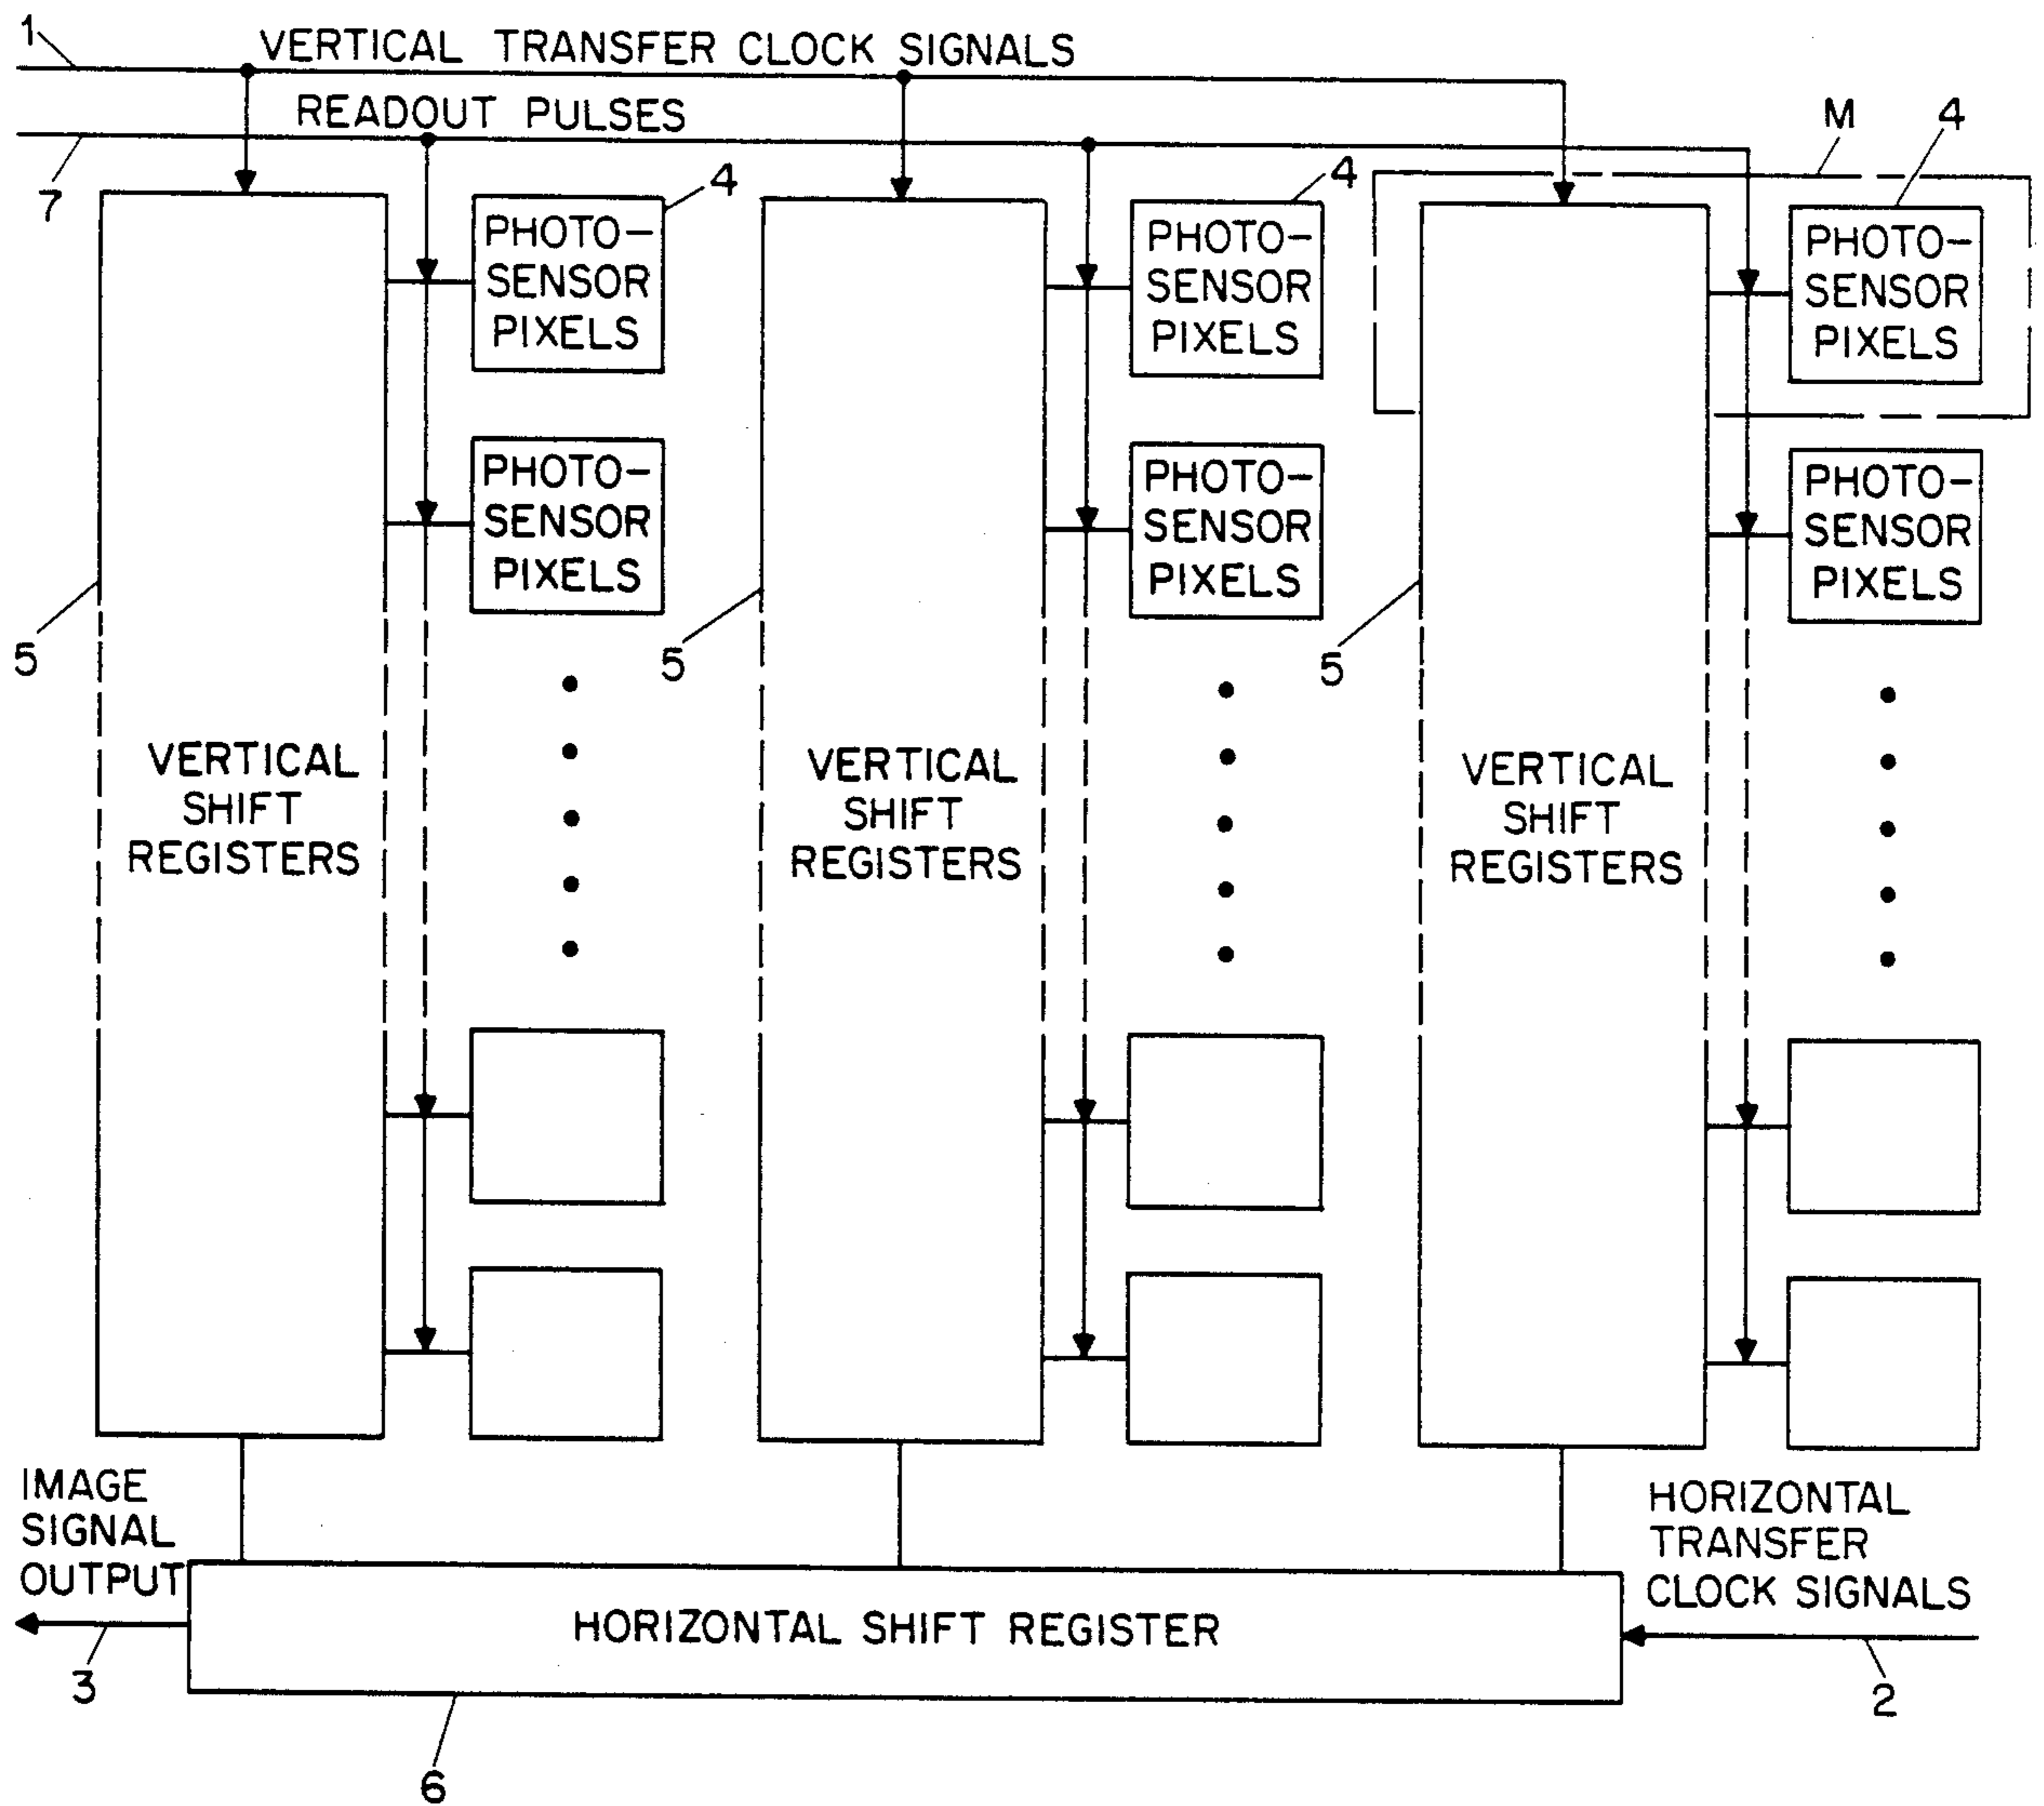 1
VERTICAL TRANSFER CLOCK SIGNALS
READOUT PULSES
7
M
4
4
4
PHOTO-
SENSOR
PIXELS
PHOTO-
SENSOR
PIXELS
PHOTO-
SENSOR
PIXELS
PHOTO-
SENSOR
PIXELS
PHOTO-
SENSOR
PIXELS
PHOTO-
SENSOR
PIXELS
5
5
5
VERTICAL
SHIFT
REGISTERS
VERTICAL
SHIFT
REGISTERS
VERTICAL
SHIFT
REGISTERS
IMAGE
SIGNAL
OUTPUT
HORIZONTAL
TRANSFER
CLOCK SIGNALS
HORIZONTAL SHIFT REGISTER
3
2
6